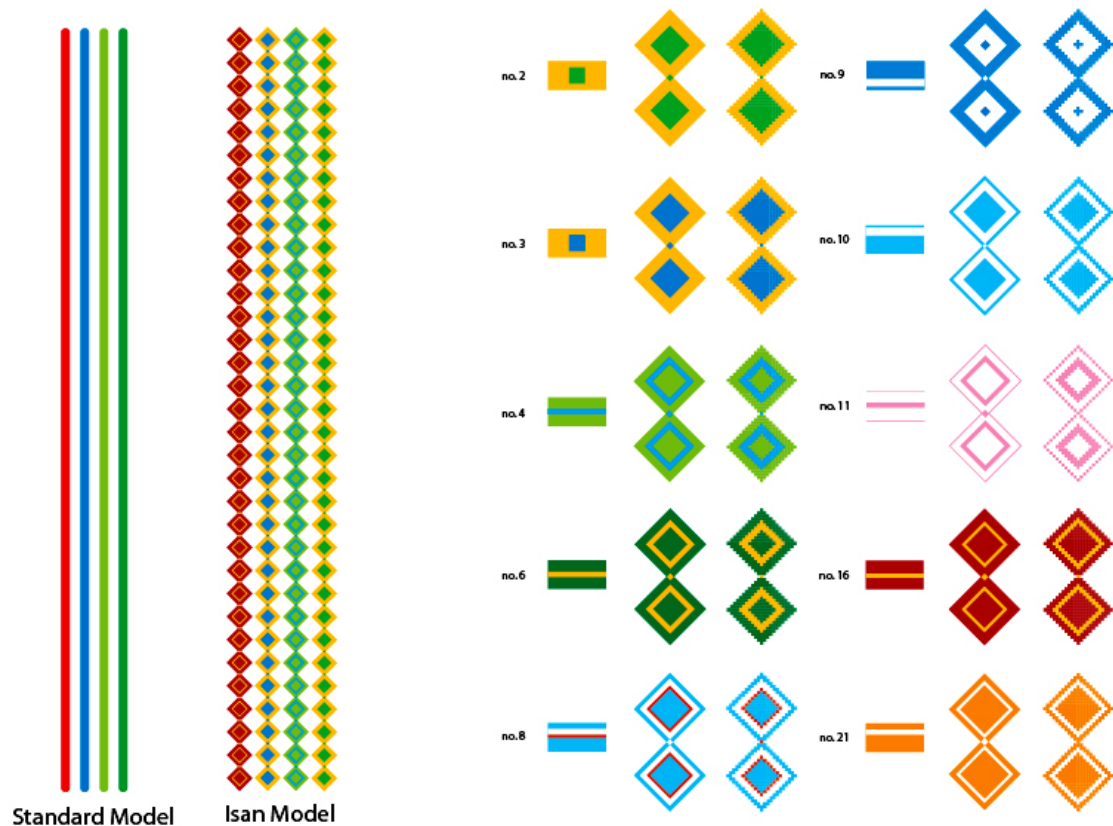 no. 2
no. 9
no. 3
no. 10
no. 4
no. 11
no. 6
no. 16
no. 8
no. 21
Standard Model
Isan Model